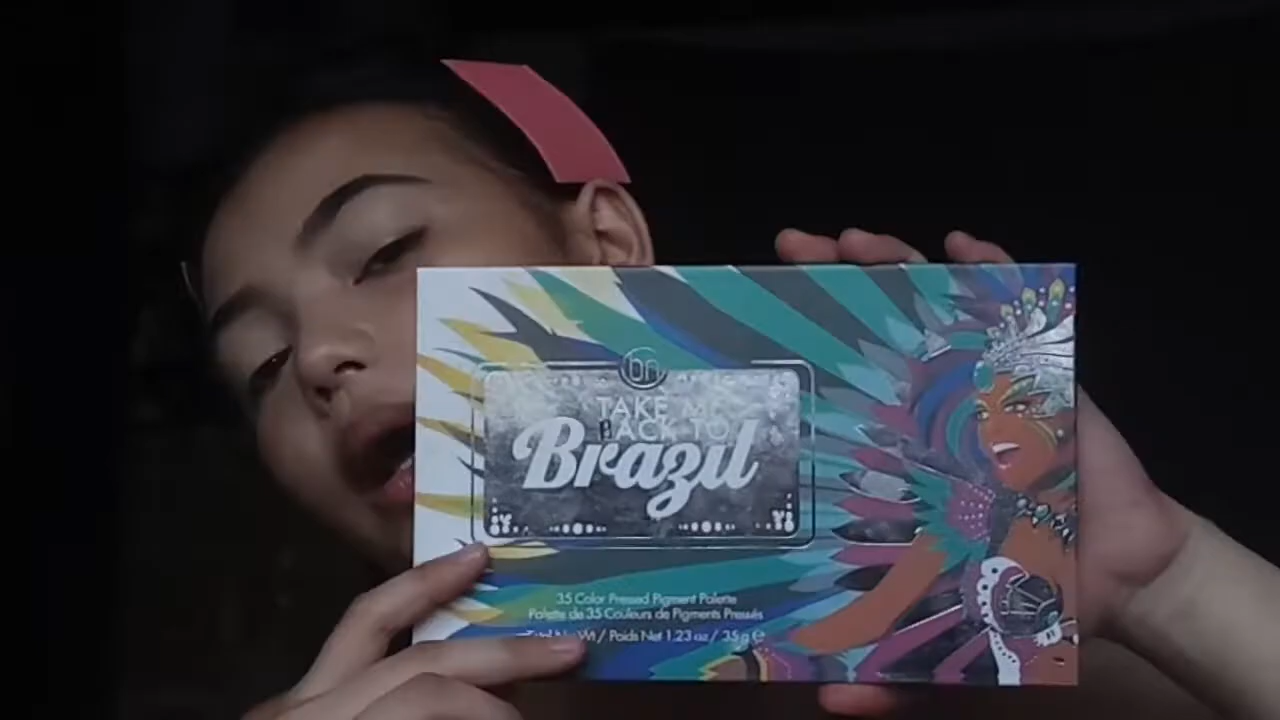 bh
TAKE ME
BACK TO
Brazil
35 Color Pressed Pigment Palette
Palette de 35 Couleurs de Pigments Pressés
Wt / Poids Net 1.23 oz / 35 g e